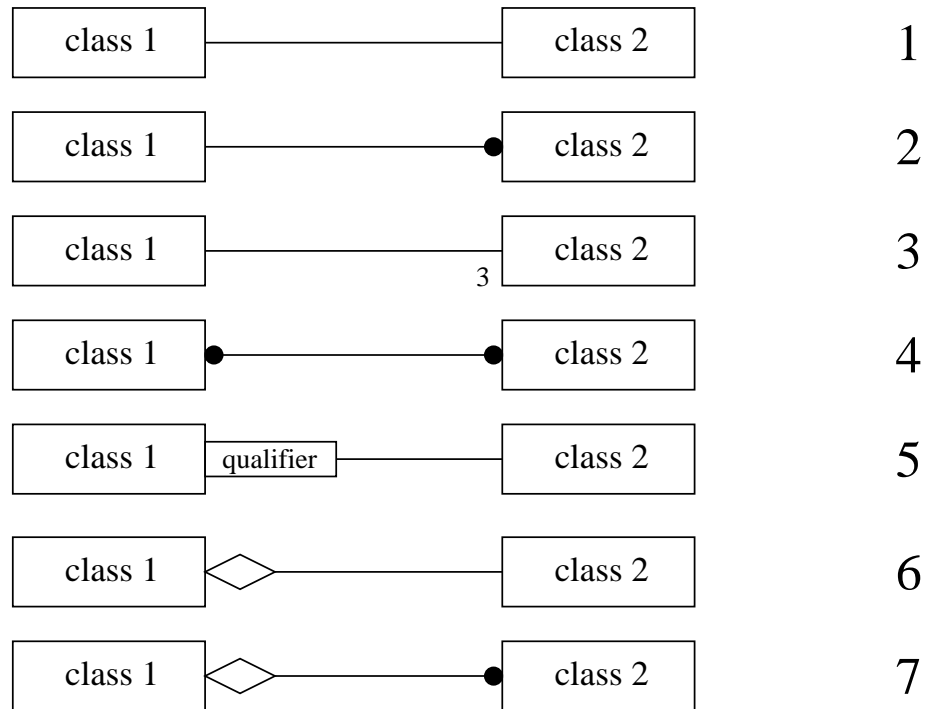 class 1 class 2 1
class 1 class 2 2
class 1 class 2 3
3
class 1 class 2 4
class 1 qualifier class 2 5
class 1 class 2 6
class 1 class 2 7